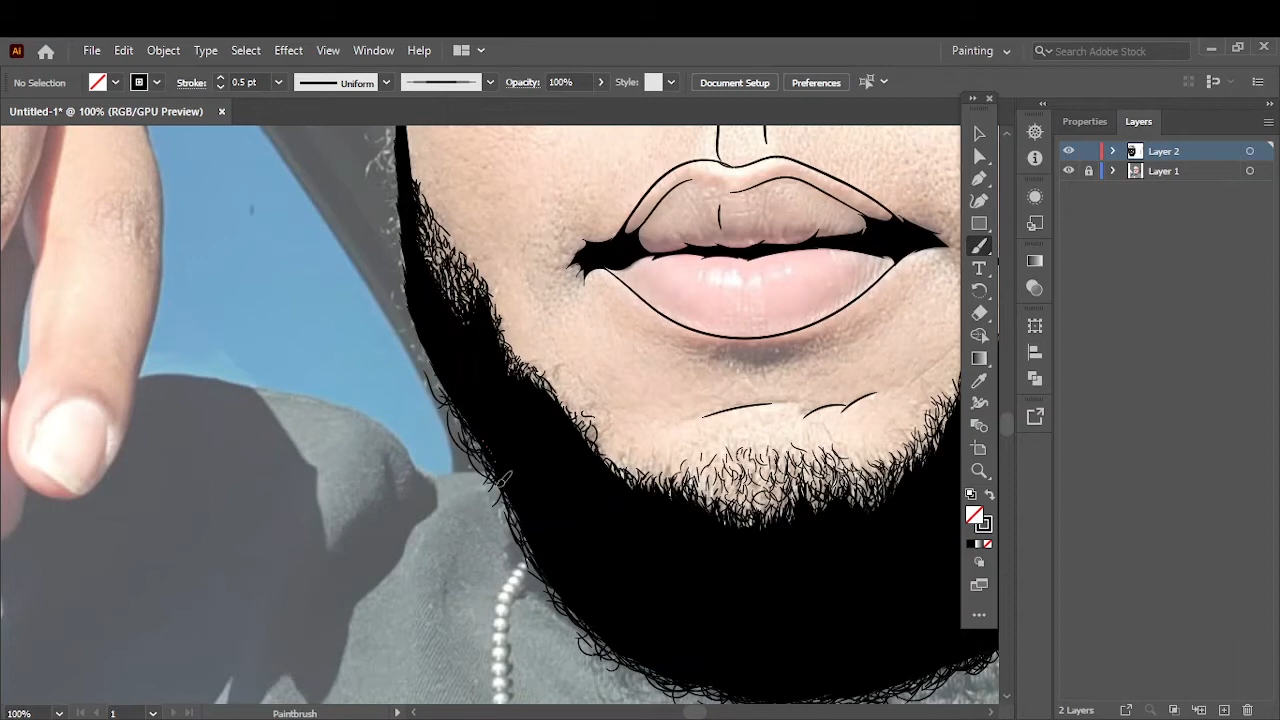 Ai File Edit Object Type Select Effect View Window Help Painting Search Adobe Stock
No Selection Stroke: 0.5 pt Uniform Opacity: 100% Style: Document Setup Preferences
Untitled-1* @ 100% (RGB/GPU Preview)
Properties Layers
Layer 2
Layer 1
100% 1 Paintbrush 2 Layers